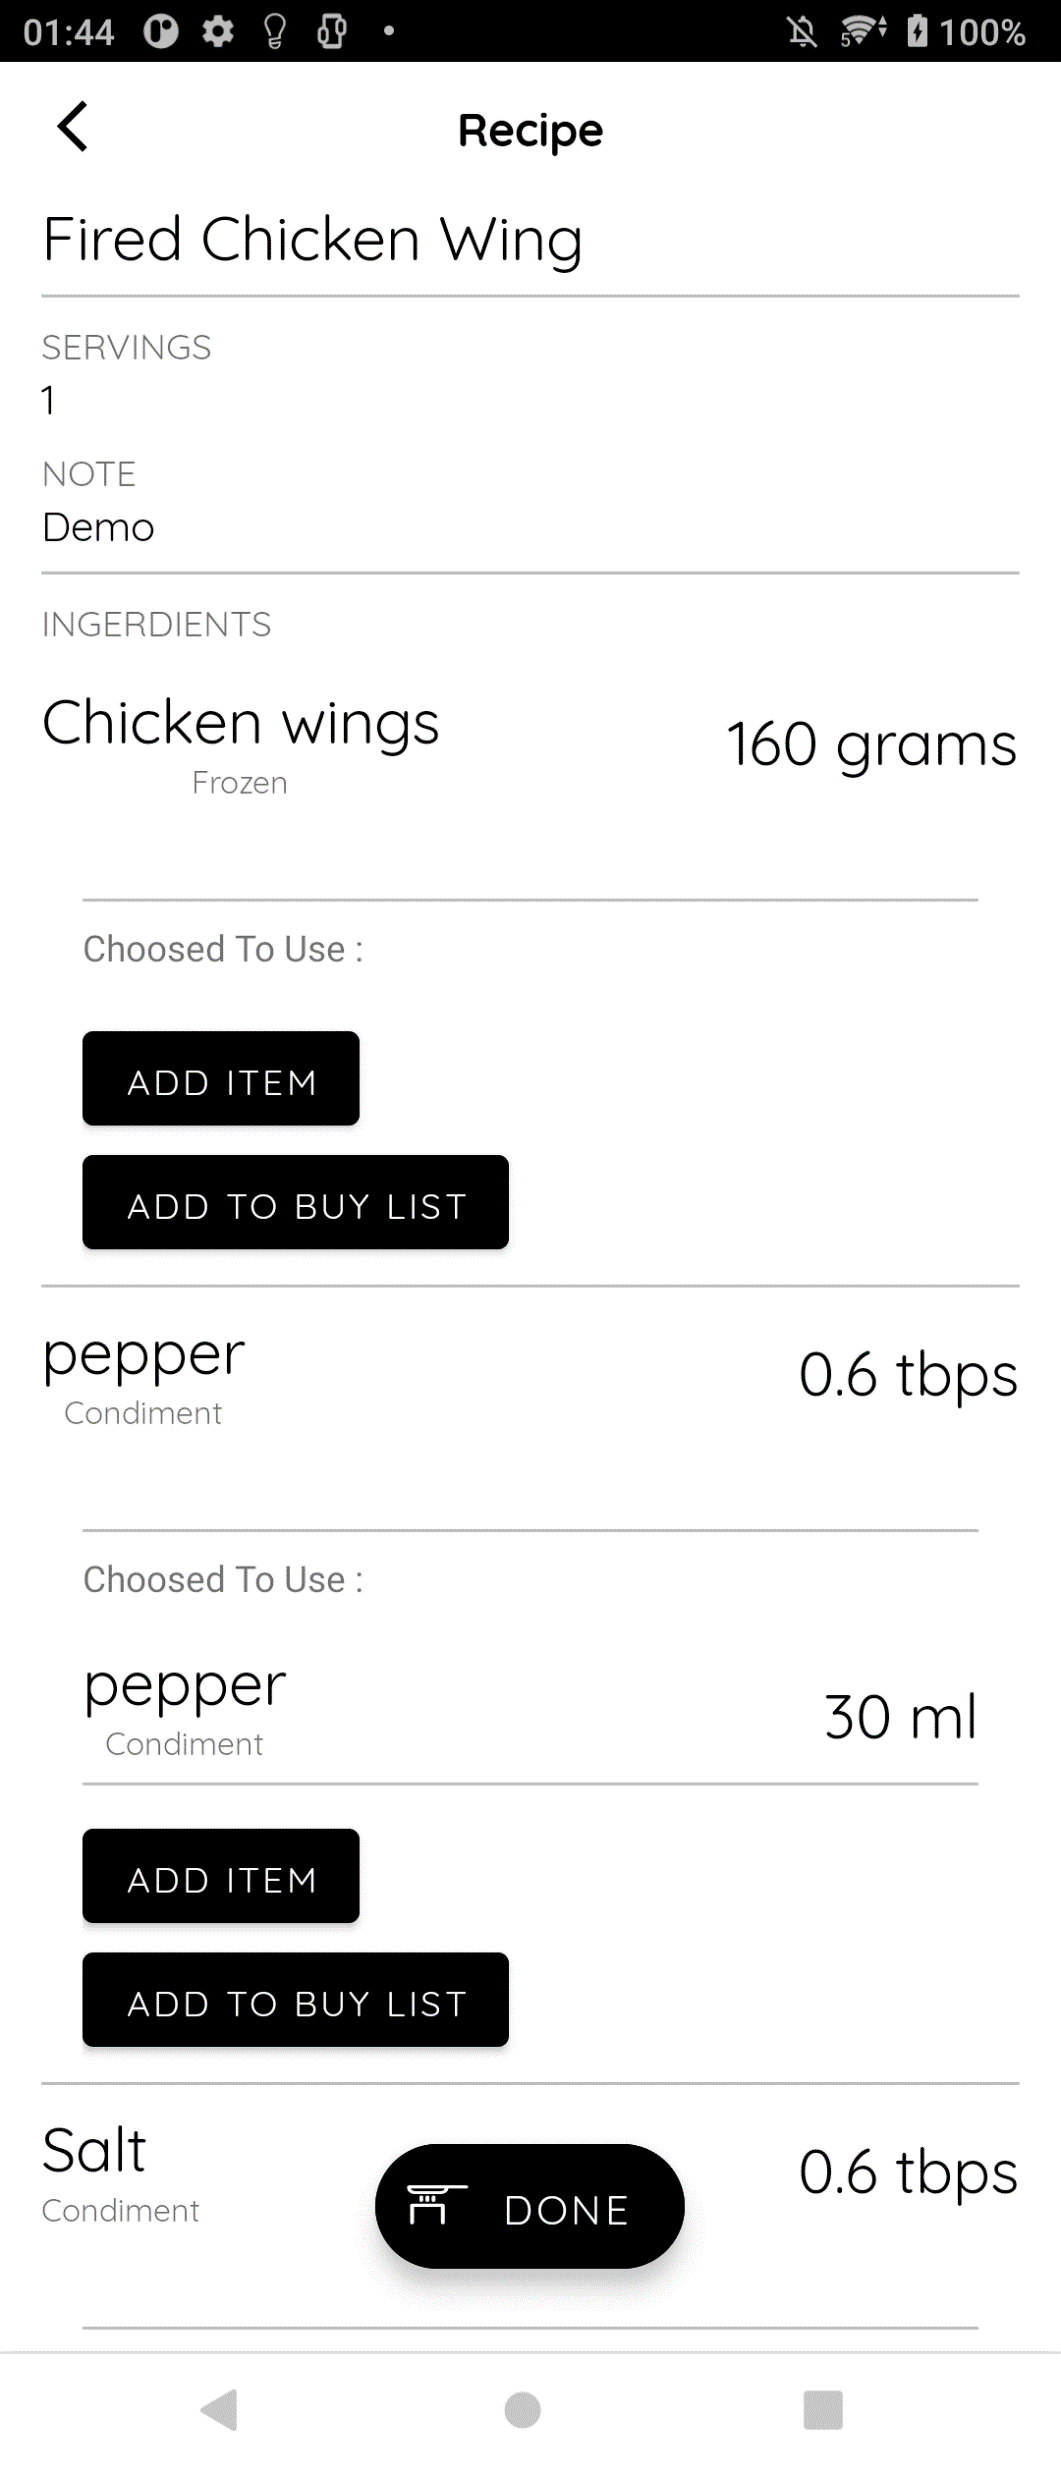 01:44
5
100%
Recipe
Fired Chicken Wing
SERVINGS
1
NOTE
Demo
INGERDIENTS
Chicken wings
160 grams
Frozen
Choosed To Use :
ADD ITEM
ADD TO BUY LIST
pepper
0.6 tbps
Condiment
Choosed To Use :
pepper
30 ml
Condiment
ADD ITEM
ADD TO BUY LIST
Salt
0.6 tbps
Condiment
DONE